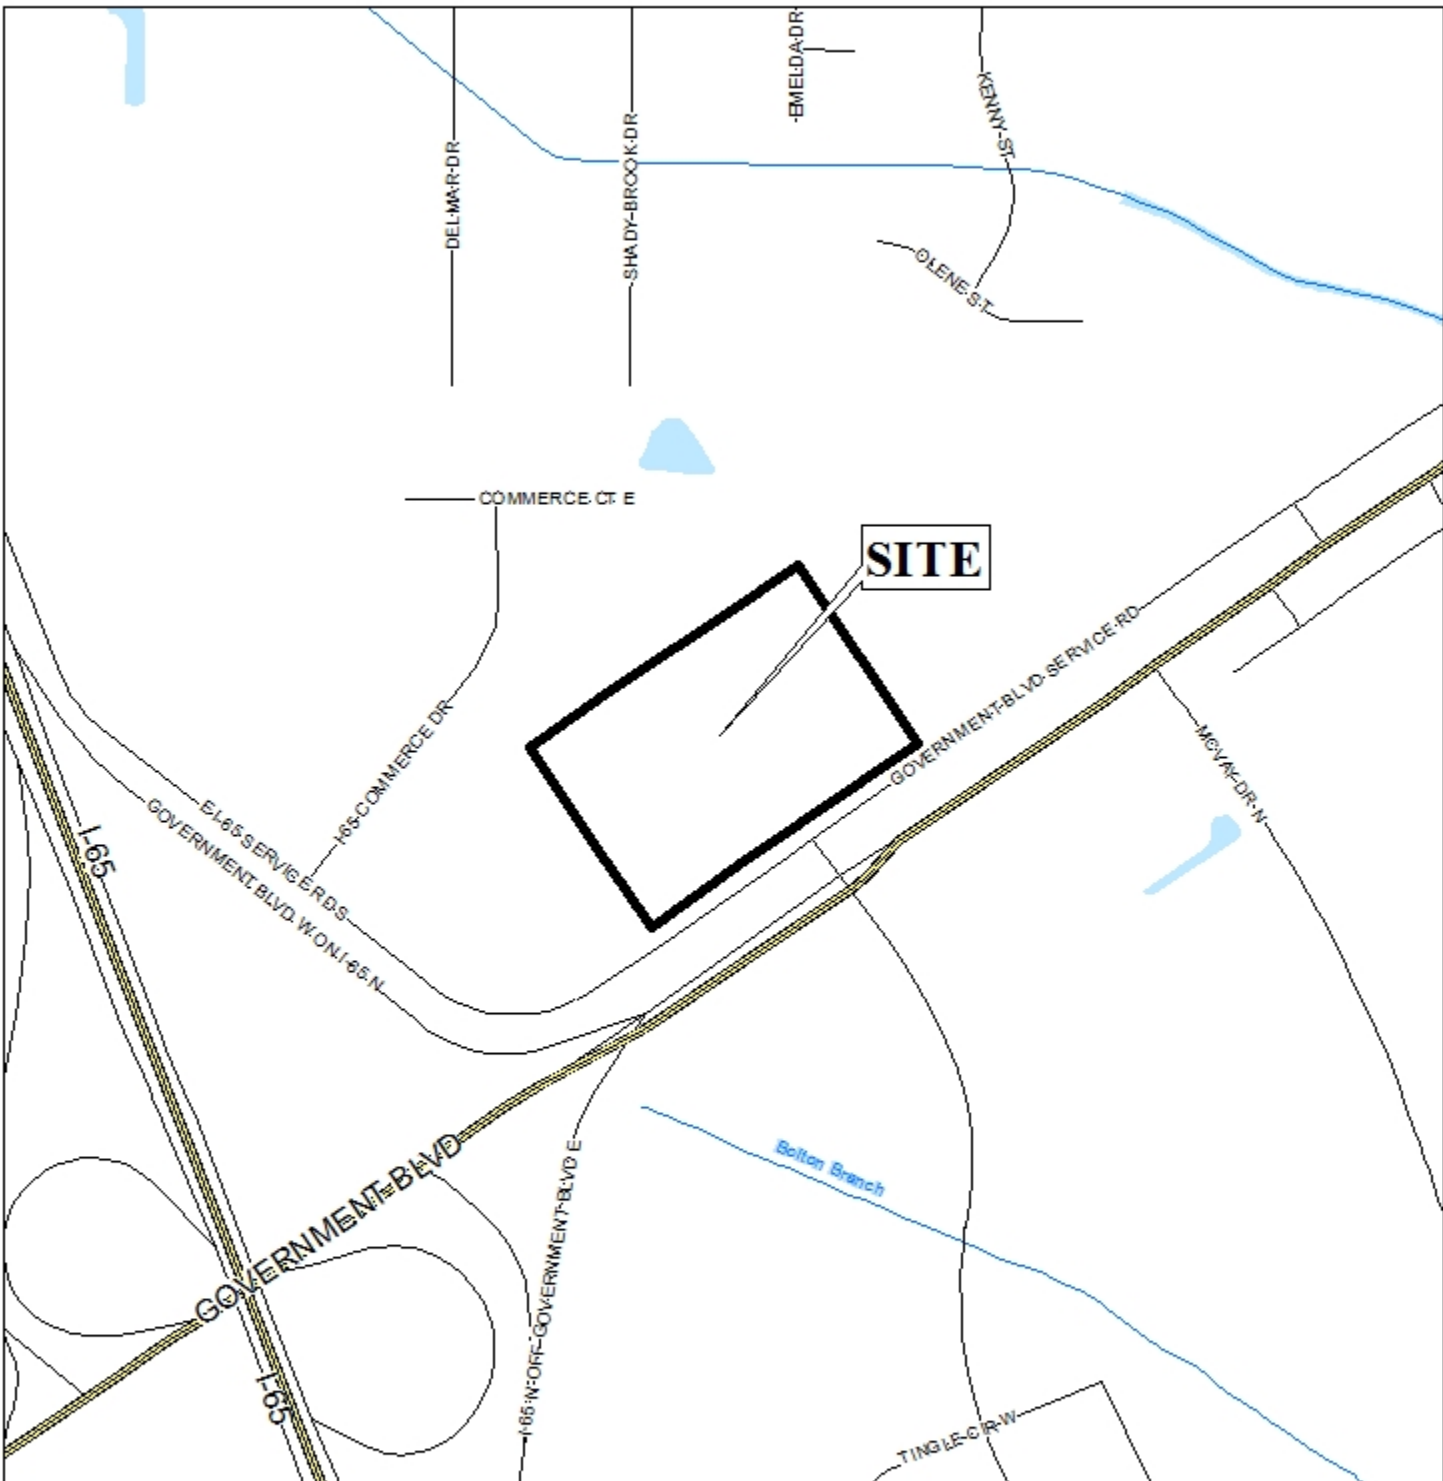 EMELDA DR
KENNY ST
DEL MAR DR
SHADY BROOK DR
OLENE ST
COMMERCE CT E
SITE
GOVERNMENT BLVD SERVICE RD
I-65 COMMERCE DR
MCVAY DR N
E I-65 SERVICE RD S
GOVERNMENT BLVD W ON I-65 N
I-65
Bolton Branch
GOVERNMENT BLVD
I-65 N OFF GOVERNMENT BLVD E
I-65
TINGLE CIR W